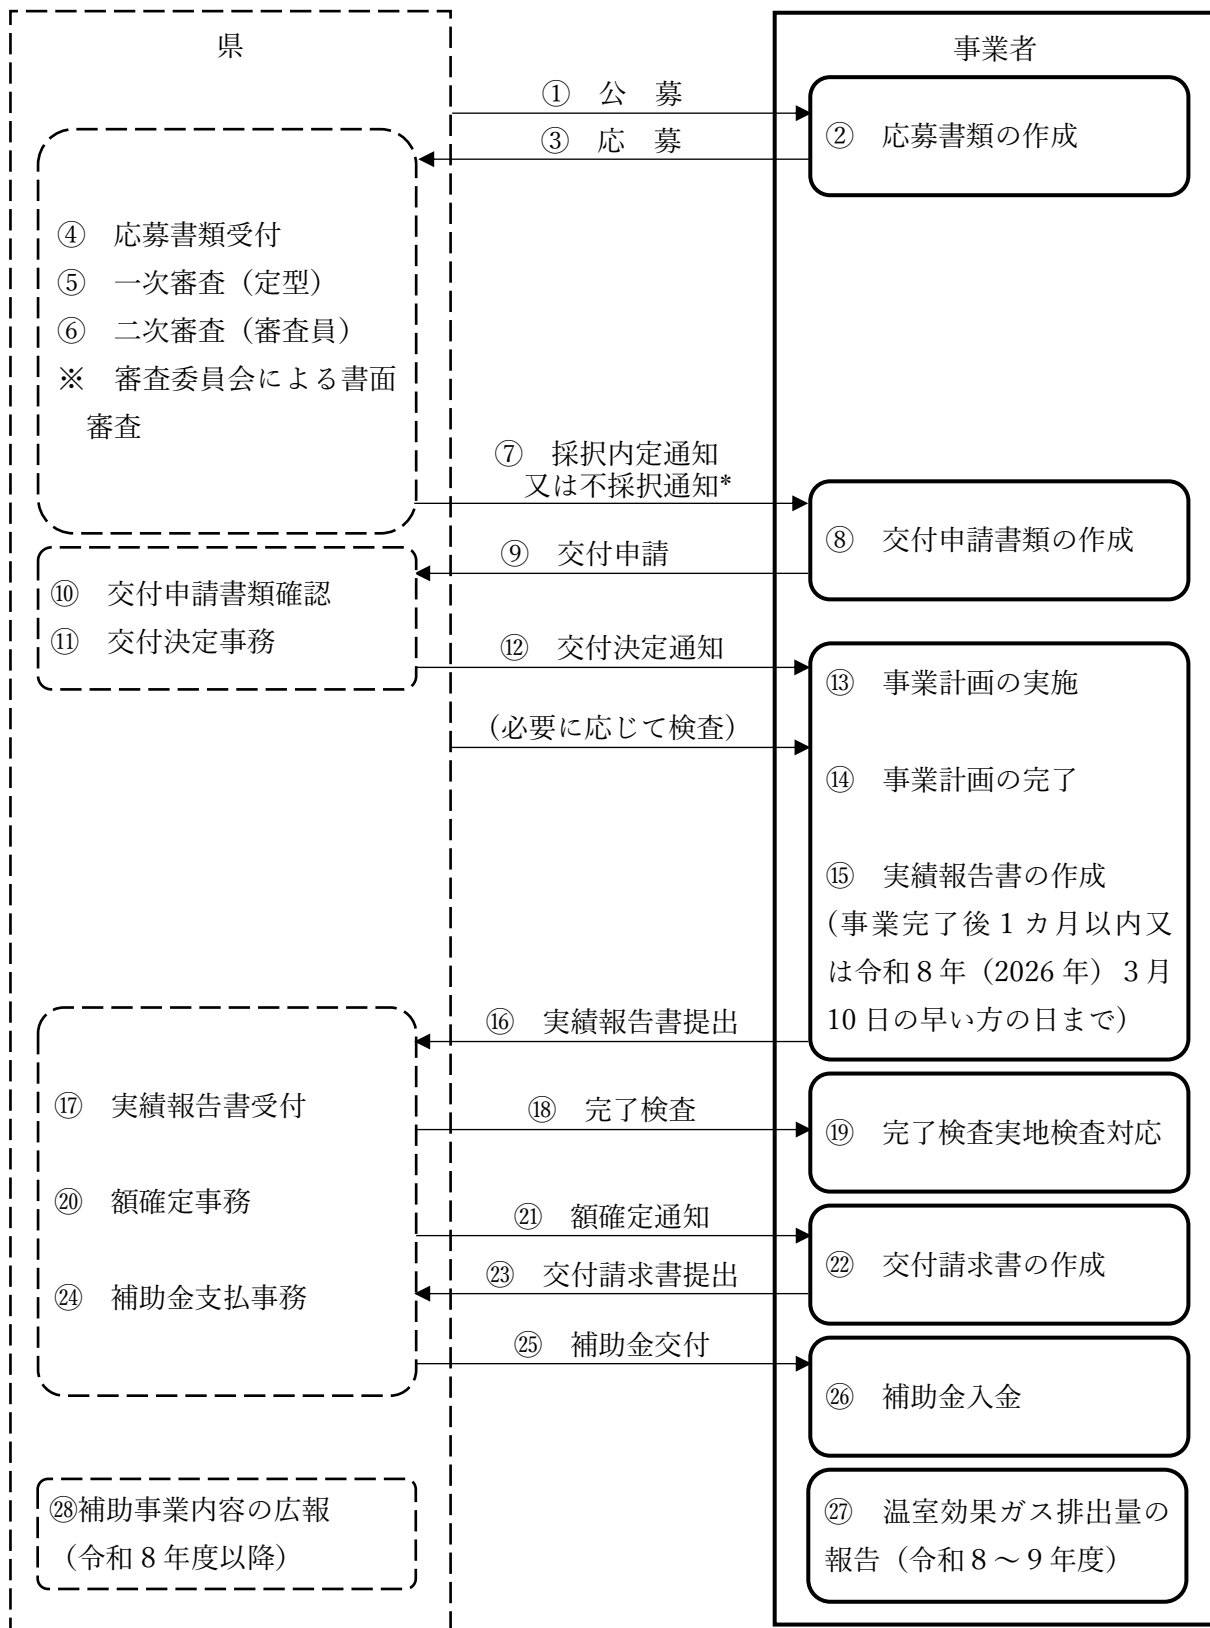 県
事業者
① 公 募
② 応募書類の作成
③ 応 募
④ 応募書類受付
⑤ 一次審査（定型）
⑥ 二次審査（審査員）
※ 審査委員会による書面
審査
⑦ 採択内定通知
又は不採択通知*
⑧ 交付申請書類の作成
⑨ 交付申請
⑩ 交付申請書類確認
⑪ 交付決定事務
⑫ 交付決定通知
⑬ 事業計画の実施
（必要に応じて検査）
⑭ 事業計画の完了
⑮ 実績報告書の作成
（事業完了後１カ月以内又
は令和８年（2026 年）３月
10 日の早い方の日まで）
⑯ 実績報告書提出
⑰ 実績報告書受付
⑱ 完了検査
⑲ 完了検査実地検査対応
⑳ 額確定事務
㉑ 額確定通知
㉒ 交付請求書の作成
㉓ 交付請求書提出
㉔ 補助金支払事務
㉕ 補助金交付
㉖ 補助金入金
㉗ 温室効果ガス排出量の
報告（令和８～９年度）
㉘補助事業内容の広報
（令和８年度以降）